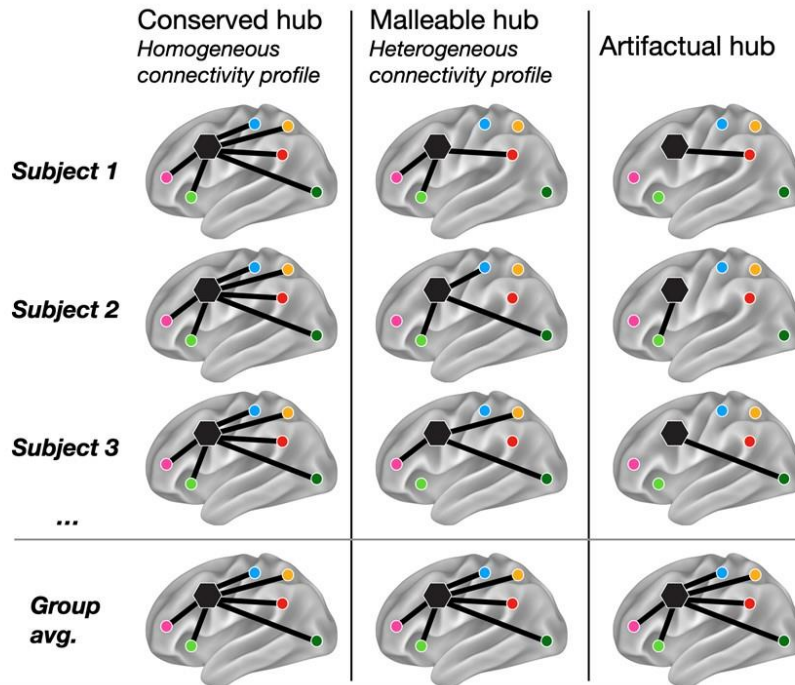 Conserved hub
Homogeneous
connectivity profile
Malleable hub
Heterogeneous
connectivity profile
Artifactual hub
Subject 1
Subject 2
Subject 3
...
Group
avg.